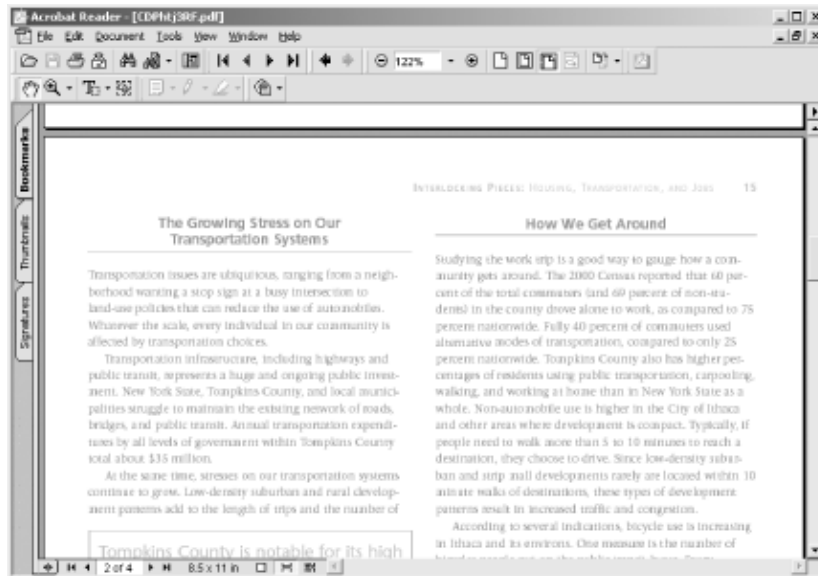 Acrobat Reader - [CDPhtj3RF.pdf]
File Edit Document Tools View Window Help
122%
Bookmarks
Thumbnails
Signatures
INTERLOCKING PIECES: HOUSING, TRANSPORTATION, AND JOBS 15
The Growing Stress on Our
Transportation Systems
Transportation issues are ubiquitous, ranging from a neigh-
borhood wanting a stop sign at a busy intersection to
land-use policies that can reduce the use of automobiles.
Whatever the scale, every individual in our community is
affected by transportation choices.
Transportation infrastructure, including highways and
public transit, represents a huge and ongoing public invest-
ment. New York State, Tompkins County, and local munici-
palities struggle to maintain the existing network of roads,
bridges, and public transit. Annual transportation expendi-
tures by all levels of government within Tompkins County
total about $35 million.
At the same time, stresses on our transportation systems
continue to grow. Low-density suburban and rural develop-
ment patterns add to the length of trips and the number of
Tompkins County is notable for its high
How We Get Around
Studying the work trip is a good way to gauge how a com-
munity gets around. The 2000 Census reported that 60 per-
cent of the total commuters (and 69 percent of non-stu-
dents) in the county drove alone to work, as compared to 75
percent nationwide. Fully 40 percent of commuters used
alternative modes of transportation, compared to only 25
percent nationwide. Tompkins County also has higher per-
centages of residents using public transportation, carpooling,
walking, and working at home than in New York State as a
whole. Non-automobile use is higher in the City of Ithaca
and other areas where development is compact. Typically, if
people need to walk more than 5 to 10 minutes to reach a
destination, they choose to drive. Since low-density subur-
ban and strip mall developments rarely are located within 10
minute walks of destinations, these types of development
patterns result in increased traffic and congestion.
According to several indications, bicycle use is increasing
in Ithaca and its environs. One measure is the number of
2 of 4 8.5 x 11 in